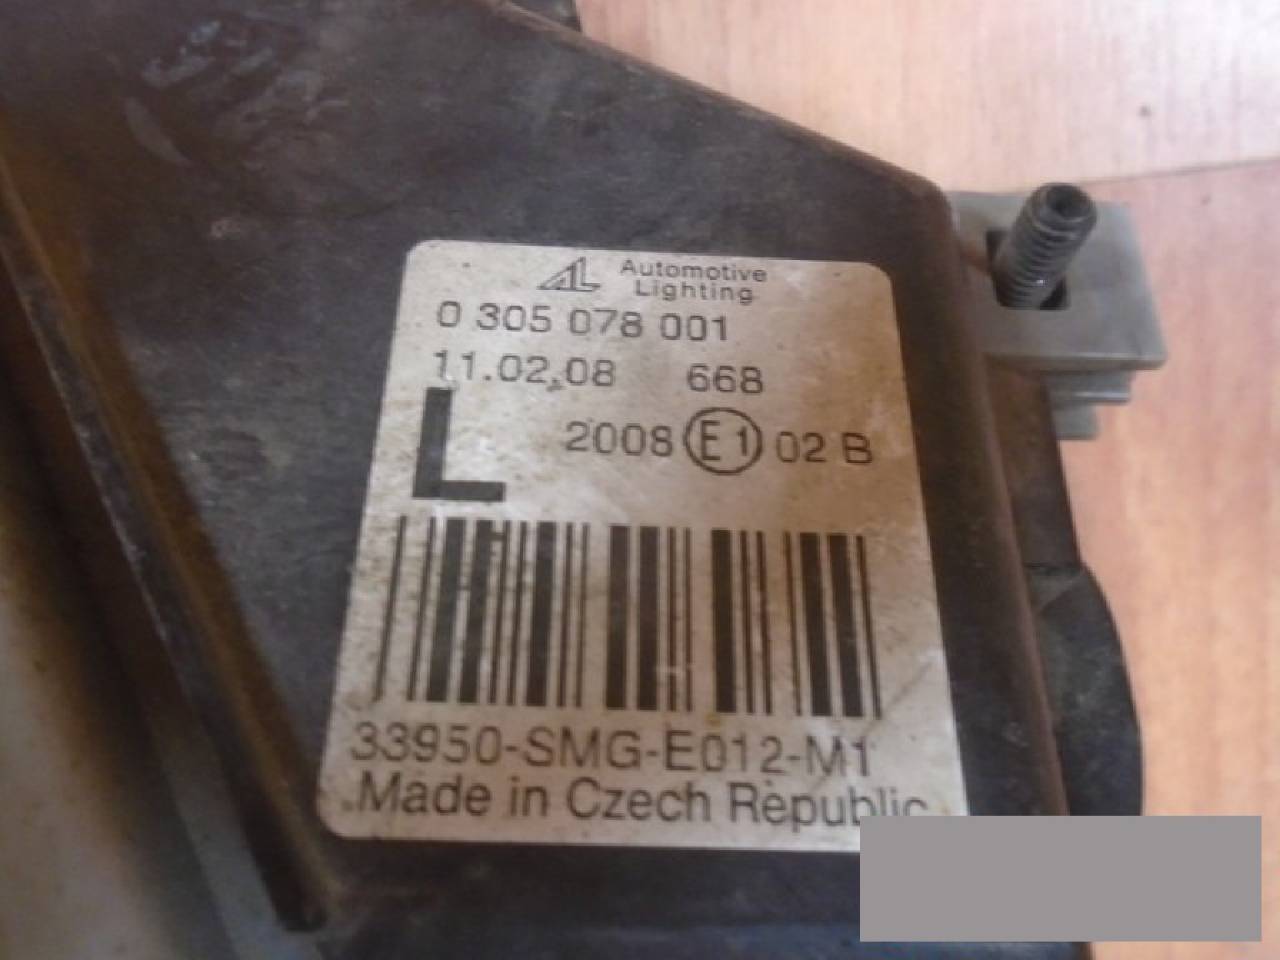 AL Automotive
Lighting
0 305 078 001
11.02.08 668
L 2008 E1 02 B
33950-SMG-E012-M1
Made in Czech Republic